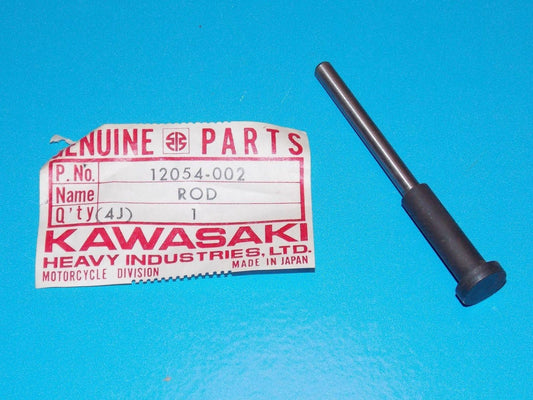 GENUINE PARTS
P.No. 12054-002
Name ROD
Q'ty (4J) 1
KAWASAKI
HEAVY INDUSTRIES, LTD.
MOTORCYCLE DIVISION MADE IN JAPAN